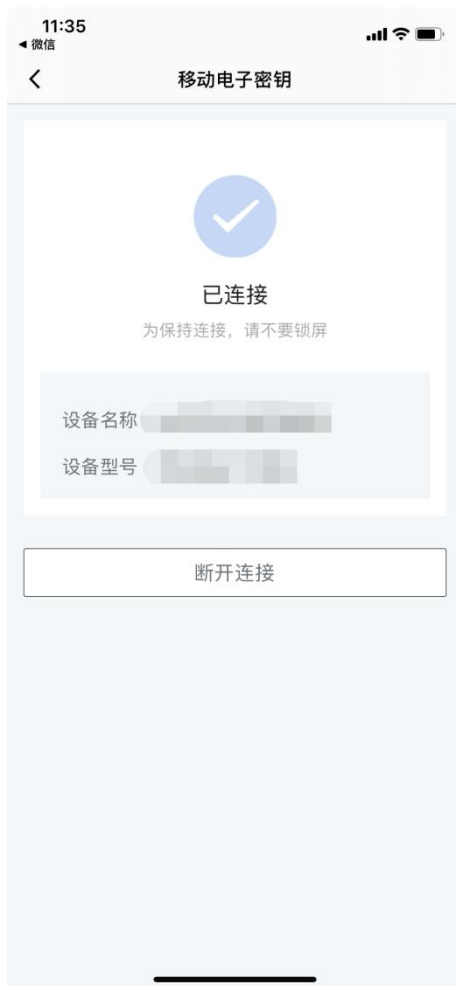 11:35
◀ 微信
移动电子密钥
已连接
为保持连接，请不要锁屏
设备名称
设备型号
断开连接